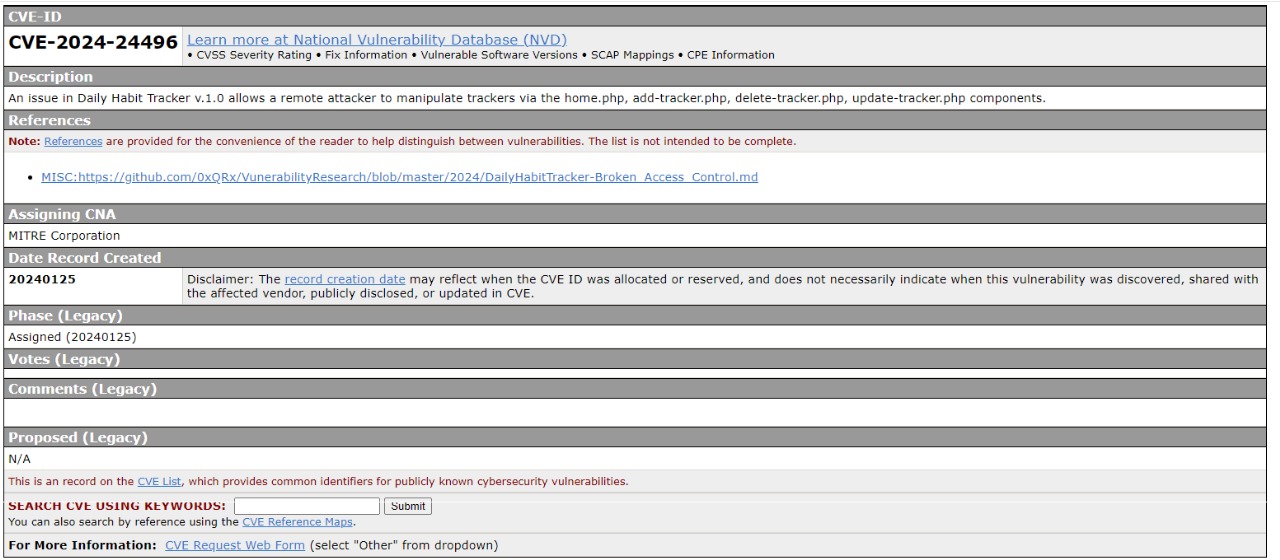 CVE-ID
CVE-2024-24496
Learn more at National Vulnerability Database (NVD)
• CVSS Severity Rating • Fix Information • Vulnerable Software Versions • SCAP Mappings • CPE Information
Description
An issue in Daily Habit Tracker v.1.0 allows a remote attacker to manipulate trackers via the home.php, add-tracker.php, delete-tracker.php, update-tracker.php components.
References
Note: References are provided for the convenience of the reader to help distinguish between vulnerabilities. The list is not intended to be complete.
• MISC:https://github.com/0xQRx/VunerabilityResearch/blob/master/2024/DailyHabitTracker-Broken_Access_Control.md
Assigning CNA
MITRE Corporation
Date Record Created
20240125
Disclaimer: The record creation date may reflect when the CVE ID was allocated or reserved, and does not necessarily indicate when this vulnerability was discovered, shared with
the affected vendor, publicly disclosed, or updated in CVE.
Phase (Legacy)
Assigned (20240125)
Votes (Legacy)
Comments (Legacy)
Proposed (Legacy)
N/A
This is an record on the CVE List, which provides common identifiers for publicly known cybersecurity vulnerabilities.
SEARCH CVE USING KEYWORDS: Submit
You can also search by reference using the CVE Reference Maps.
For More Information: CVE Request Web Form (select "Other" from dropdown)